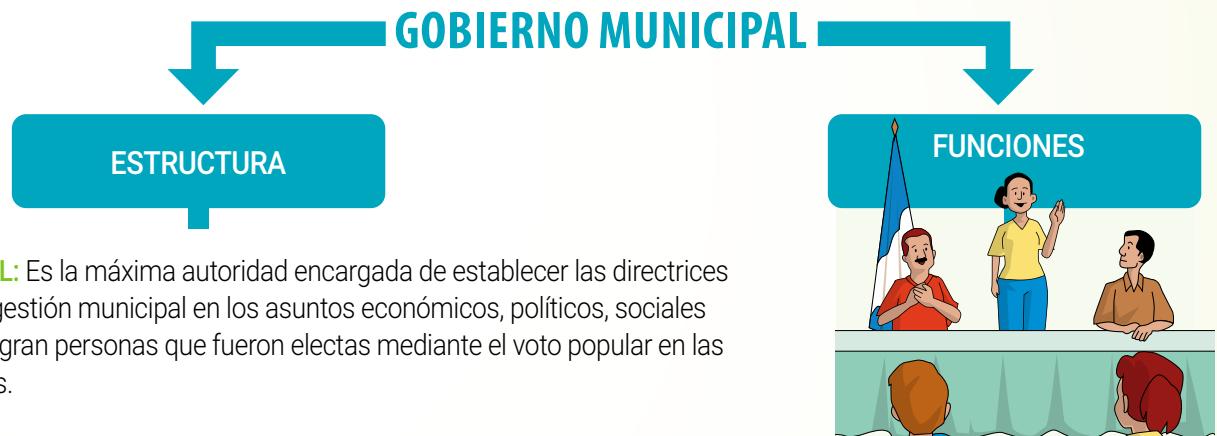 GOBIERNO MUNICIPAL
ESTRUCTURA
FUNCIONES
L: Es la máxima autoridad encargada de establecer las directrices
gestión municipal en los asuntos económicos, políticos, sociales
gran personas que fueron electas mediante el voto popular en las
s.